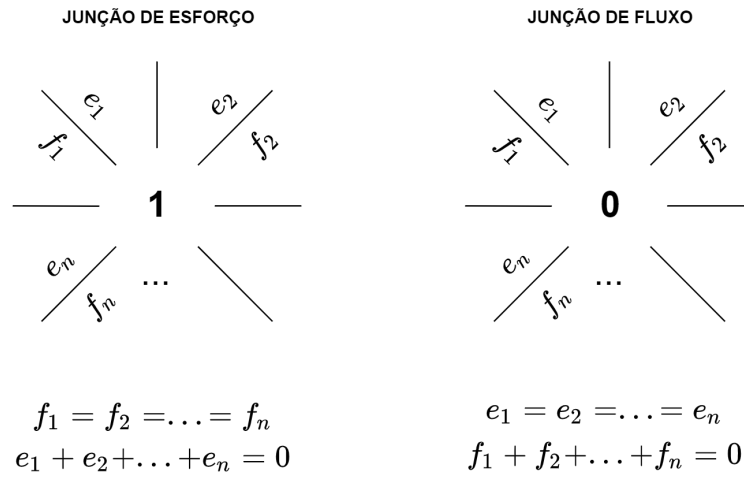 JUNÇÃO DE ESFORÇO
e₁ e₂
f₁ f₂
1
eₙ
fₙ ...
f₁ = f₂ =...= fₙ
e₁ + e₂+... +eₙ = 0
JUNÇÃO DE FLUXO
e₁ e₂
f₁ f₂
0
eₙ
fₙ ...
e₁ = e₂ =...= eₙ
f₁ + f₂+... +fₙ = 0